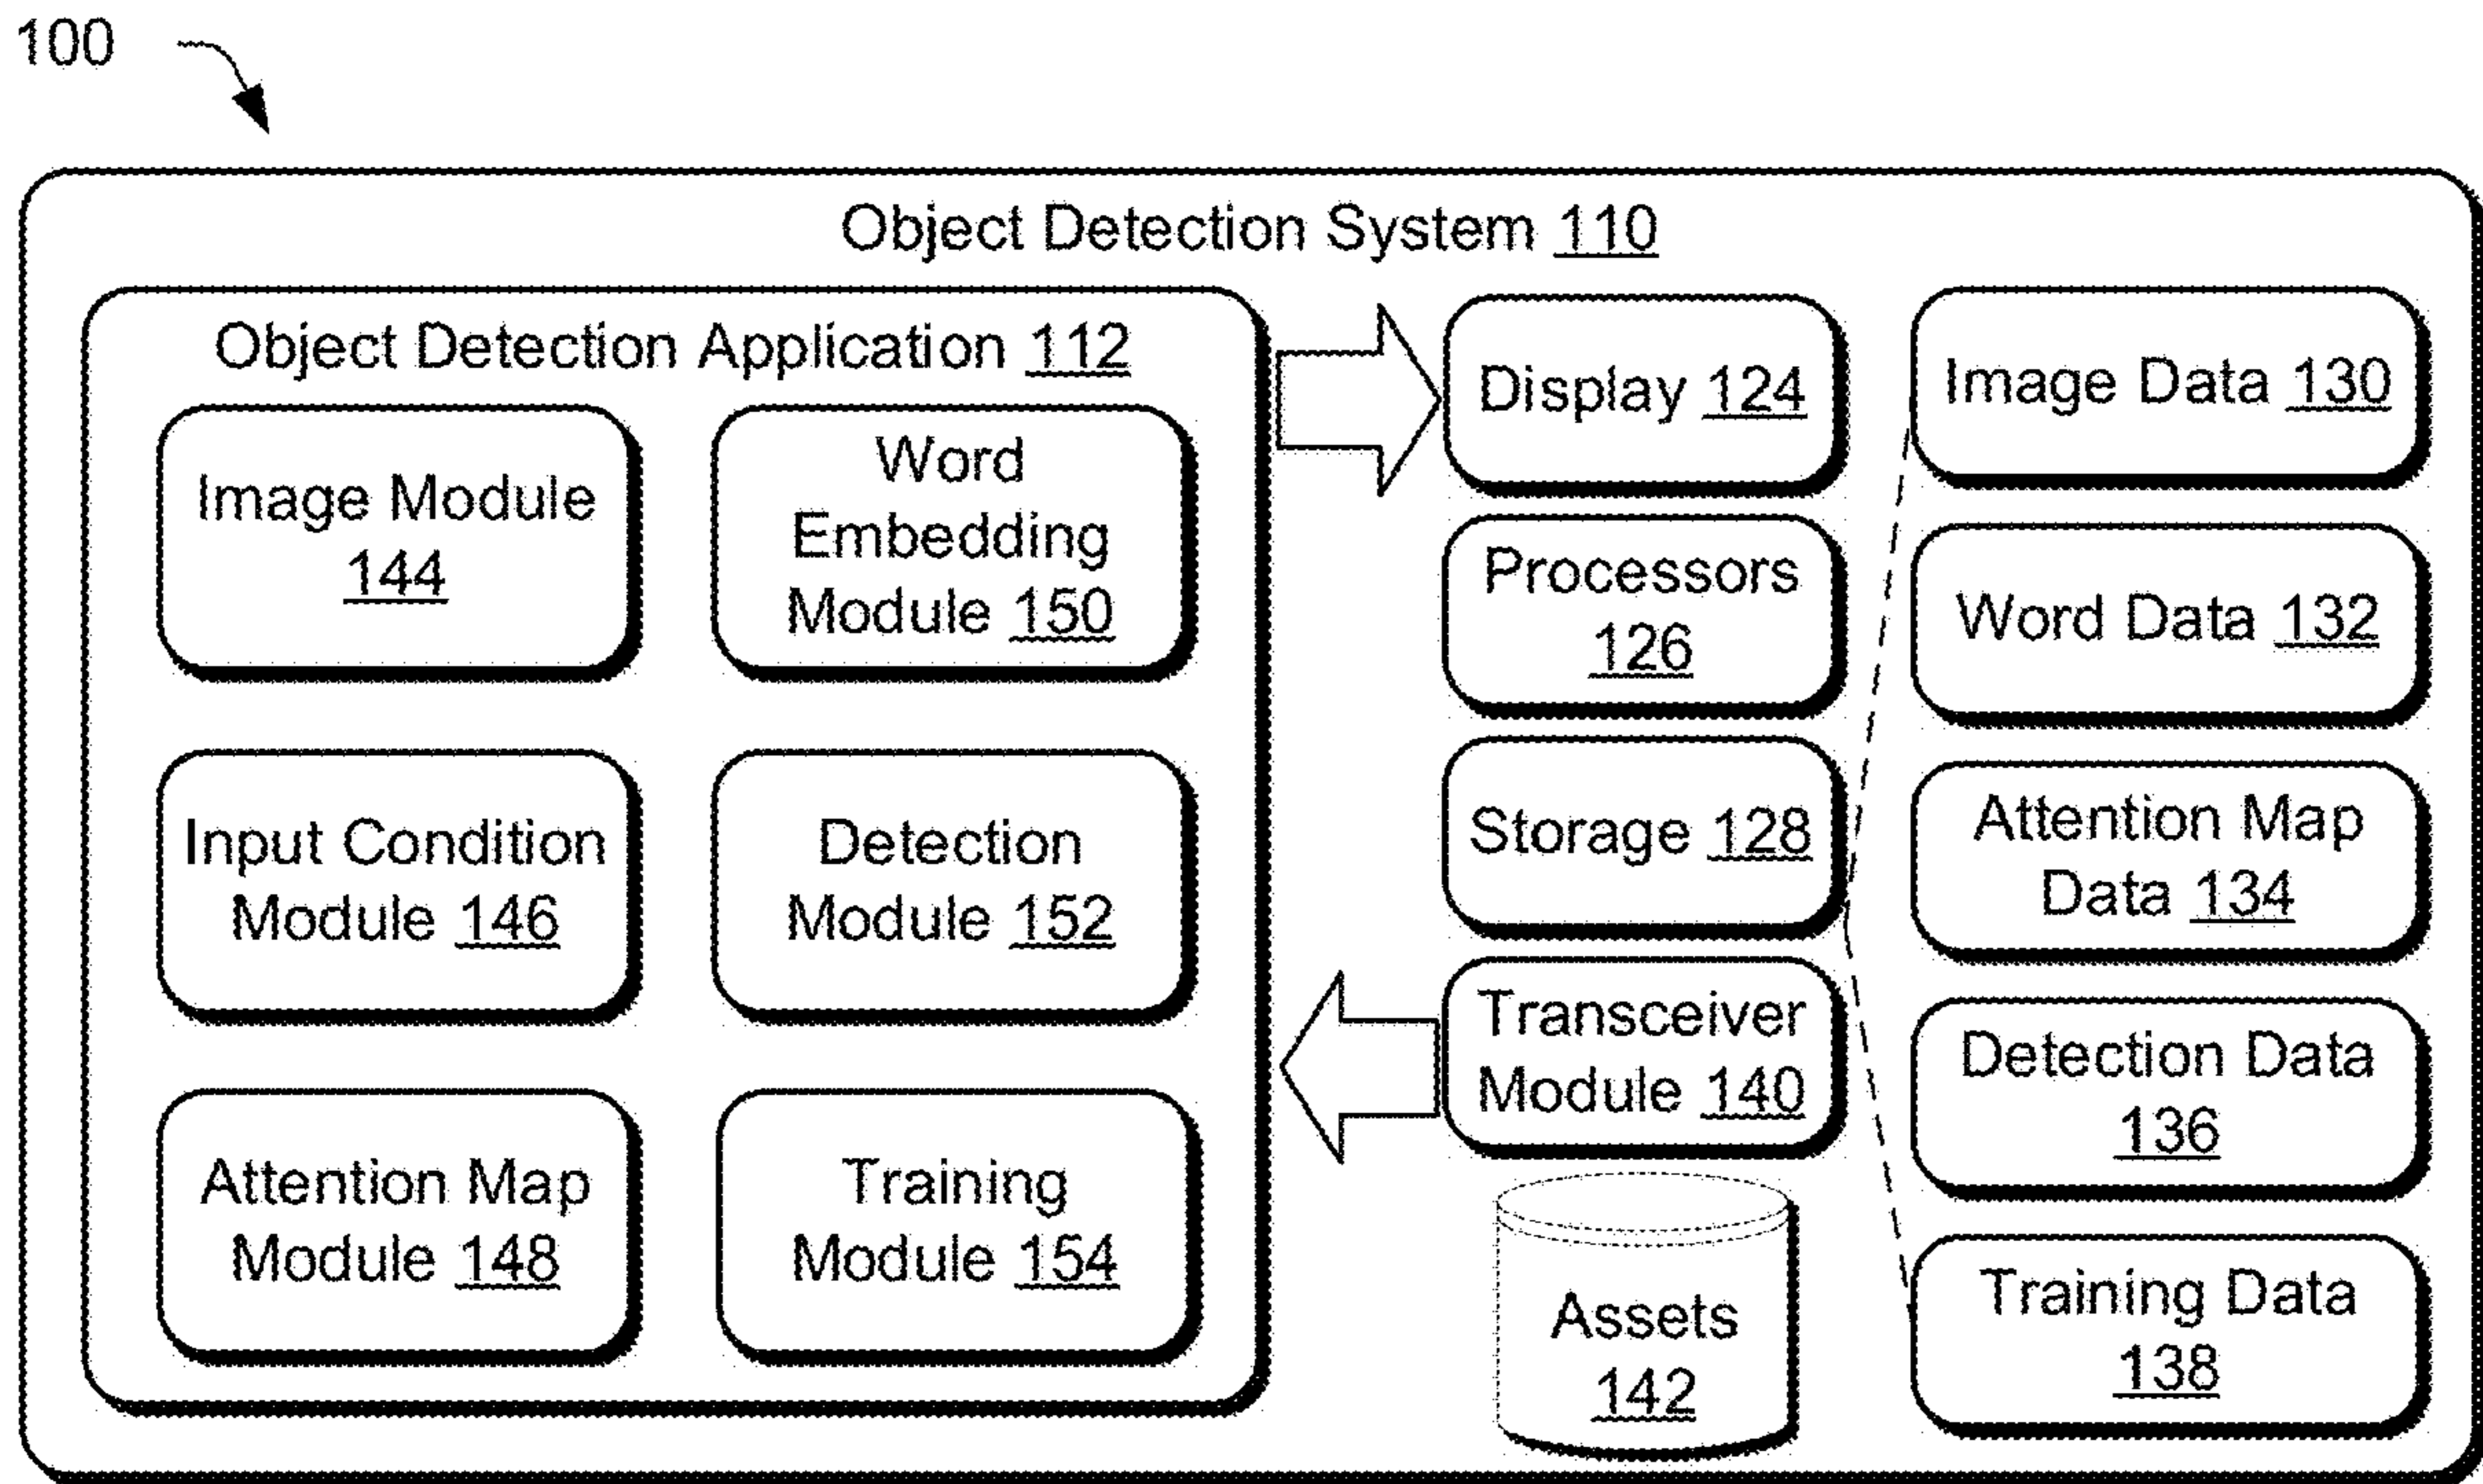 100
Object Detection System 110
Object Detection Application 112
Image Module
144
Word
Embedding
Module 150
Input Condition
Module 146
Detection
Module 152
Attention Map
Module 148
Training
Module 154
Display 124
Processors
126
Storage 128
Transceiver
Module 140
Assets
142
Image Data 130
Word Data 132
Attention Map
Data 134
Detection Data
136
Training Data
138